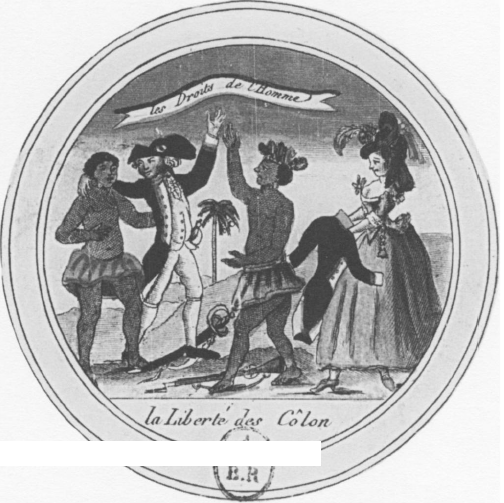 les Droits de l'Homme
la Liberté des Côlon
B.R